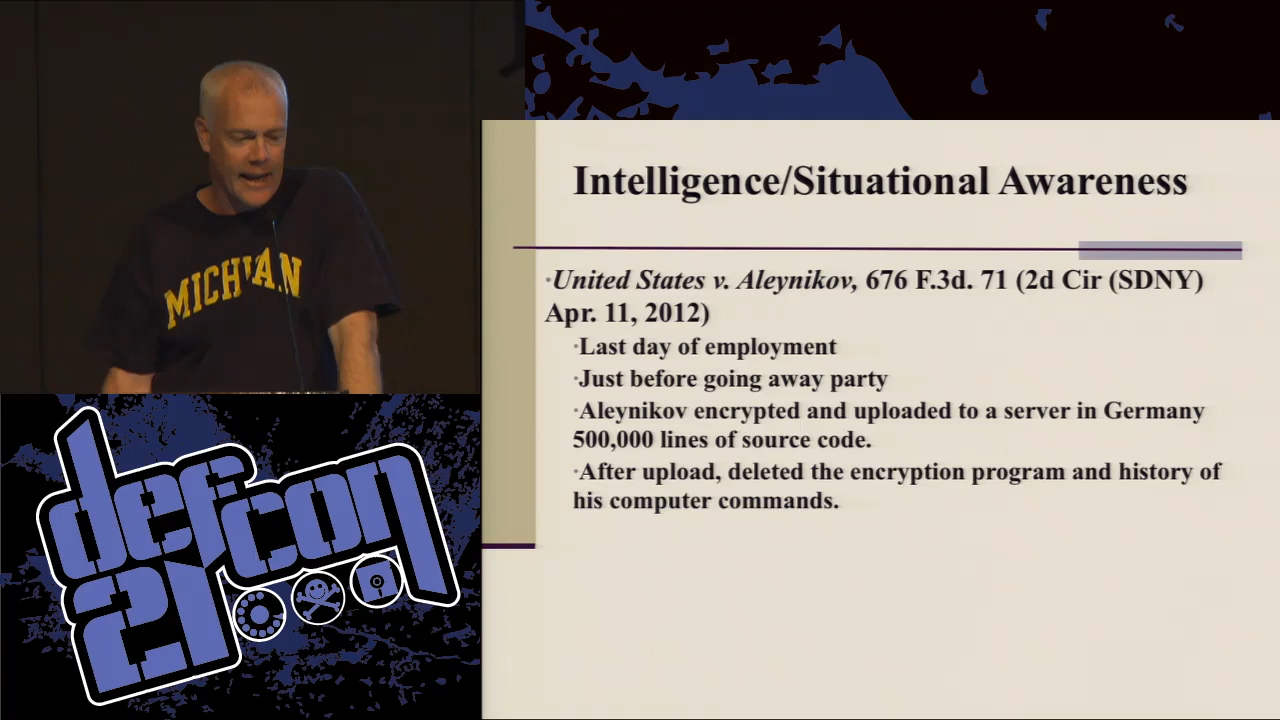 MICHIGAN
defcon
21
Intelligence/Situational Awareness
·United States v. Aleynikov, 676 F.3d. 71 (2d Cir (SDNY)
Apr. 11, 2012)
·Last day of employment
·Just before going away party
·Aleynikov encrypted and uploaded to a server in Germany
500,000 lines of source code.
·After upload, deleted the encryption program and history of
his computer commands.